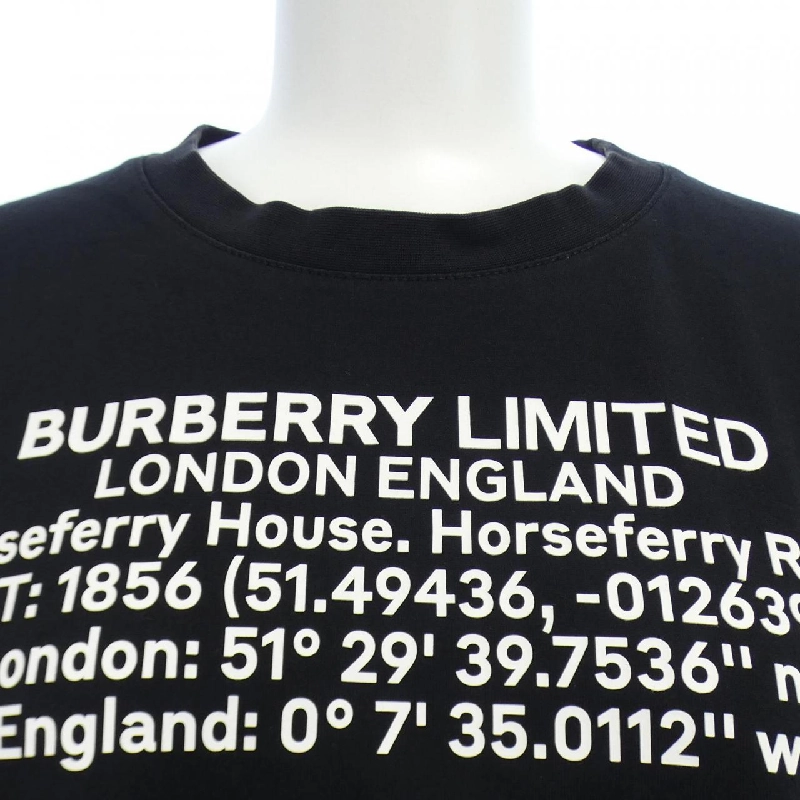 BURBERRY LIMITED
LONDON ENGLAND
seferry House. Horseferry R
T: 1856 (51.49436, -012639
ondon: 51° 29' 39.7536'' n
England: 0° 7' 35.0112'' w